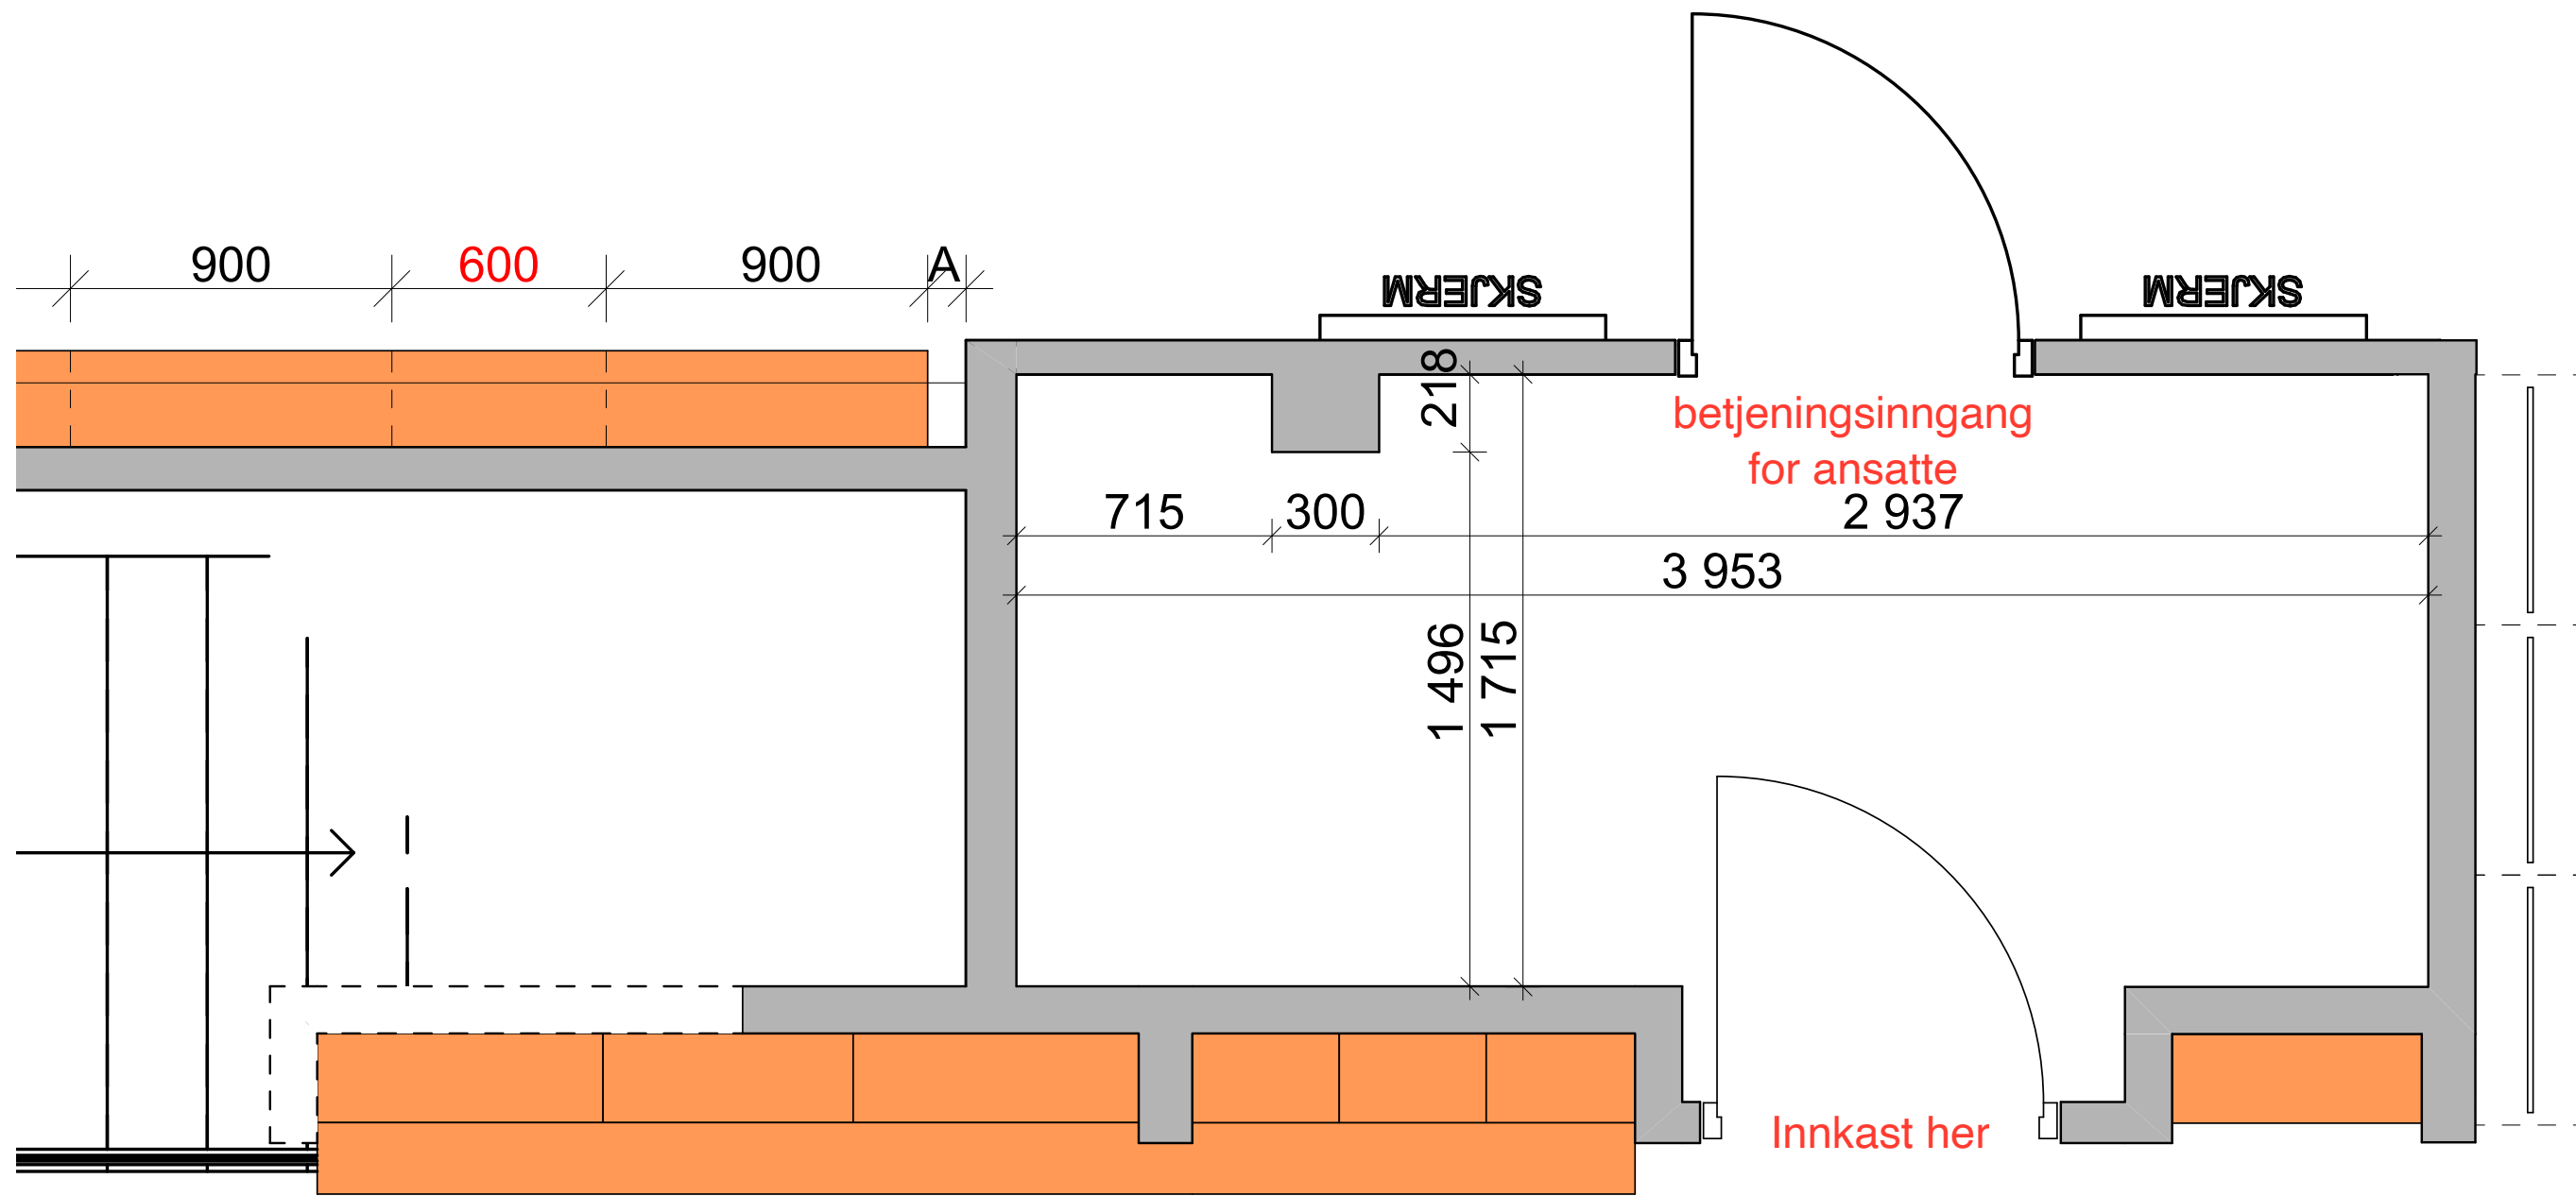 900 600 900 A
SKJERM SKJERM
218
betjeningsinngang
for ansatte
715 300 2 937
3 953
1 496
1 715
Innkast her